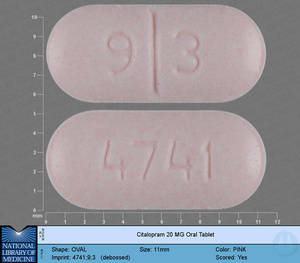 9 3
4741
10
9
8
7
6
5
4
3
2
1
0
mm
0 1 2 3 4 5 6 7 8 9 10 11 12
NATIONAL
LIBRARY OF
MEDICINE
Citalopram 20 MG Oral Tablet
Shape: OVAL Size: 11mm Color: PINK
Imprint: 4741;9;3 (debossed) Scored: Yes